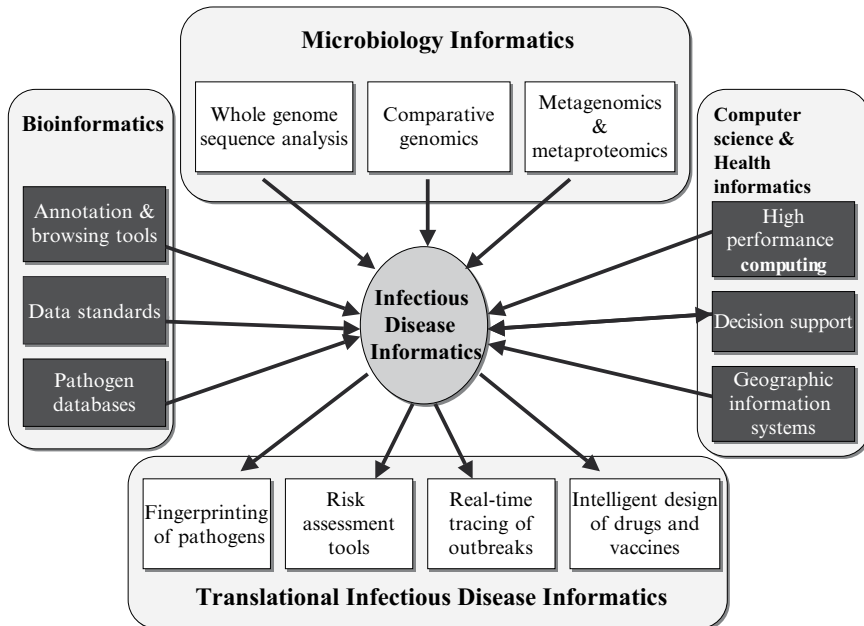 Microbiology Informatics
Whole genome
sequence analysis
Comparative
genomics
Metagenomics
&
metaproteomics
Bioinformatics
Annotation &
browsing tools
Data standards
Pathogen
databases
Infectious
Disease
Informatics
Computer
science &
Health
informatics
High
performance
computing
Decision support
Geographic
information
systems
Fingerprinting
of pathogens
Risk
assessment
tools
Real-time
tracing of
outbreaks
Intelligent design
of drugs and
vaccines
Translational Infectious Disease Informatics